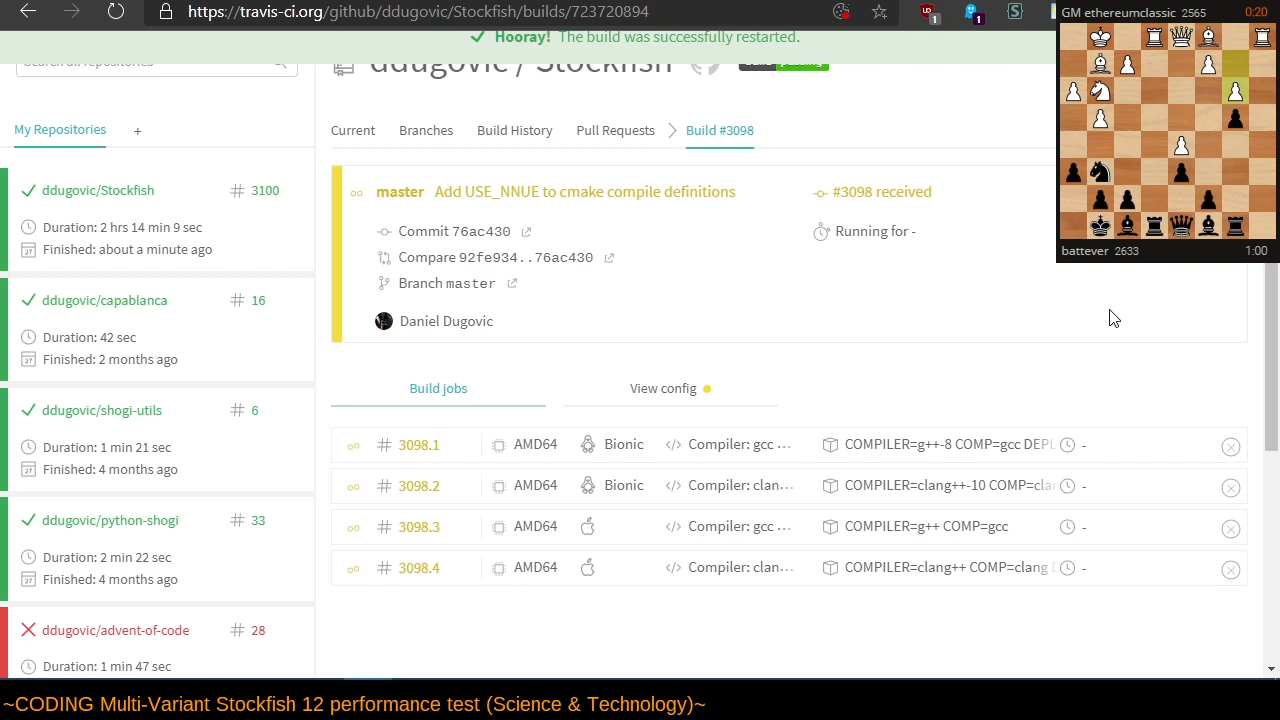 https://travis-ci.org/github/ddugovic/Stockfish/builds/723720894
1
1
S
Hooray! The build was successfully restarted.
Search all repositories
ddugovic / Stockfish
My Repositories +
ddugovic/Stockfish # 3100
Duration: 2 hrs 14 min 9 sec
Finished: about a minute ago
ddugovic/capablanca # 16
Duration: 42 sec
Finished: 2 months ago
ddugovic/shogi-utils # 6
Duration: 1 min 21 sec
Finished: 4 months ago
ddugovic/python-shogi # 33
Duration: 2 min 22 sec
Finished: 4 months ago
ddugovic/advent-of-code # 28
Duration: 1 min 47 sec
Current Branches Build History Pull Requests Build #3098
master Add USE_NNUE to cmake compile definitions
Commit 76ac430
Compare 92fe934..76ac430
Branch master
Daniel Dugovic
#3098 received
Running for -
Build jobs View config
# 3098.1 AMD64 Bionic </> Compiler: gcc ... COMPILER=g++-8 COMP=gcc DEPL -
# 3098.2 AMD64 Bionic </> Compiler: clan... COMPILER=clang++-10 COMP=clan -
# 3098.3 AMD64 </> Compiler: gcc ... COMPILER=g++ COMP=gcc -
# 3098.4 AMD64 </> Compiler: clan... COMPILER=clang++ COMP=clang D -
GM ethereumclassic 2565 0:20
battever 2633 1:00
~CODING Multi-Variant Stockfish 12 performance test (Science & Technology)~